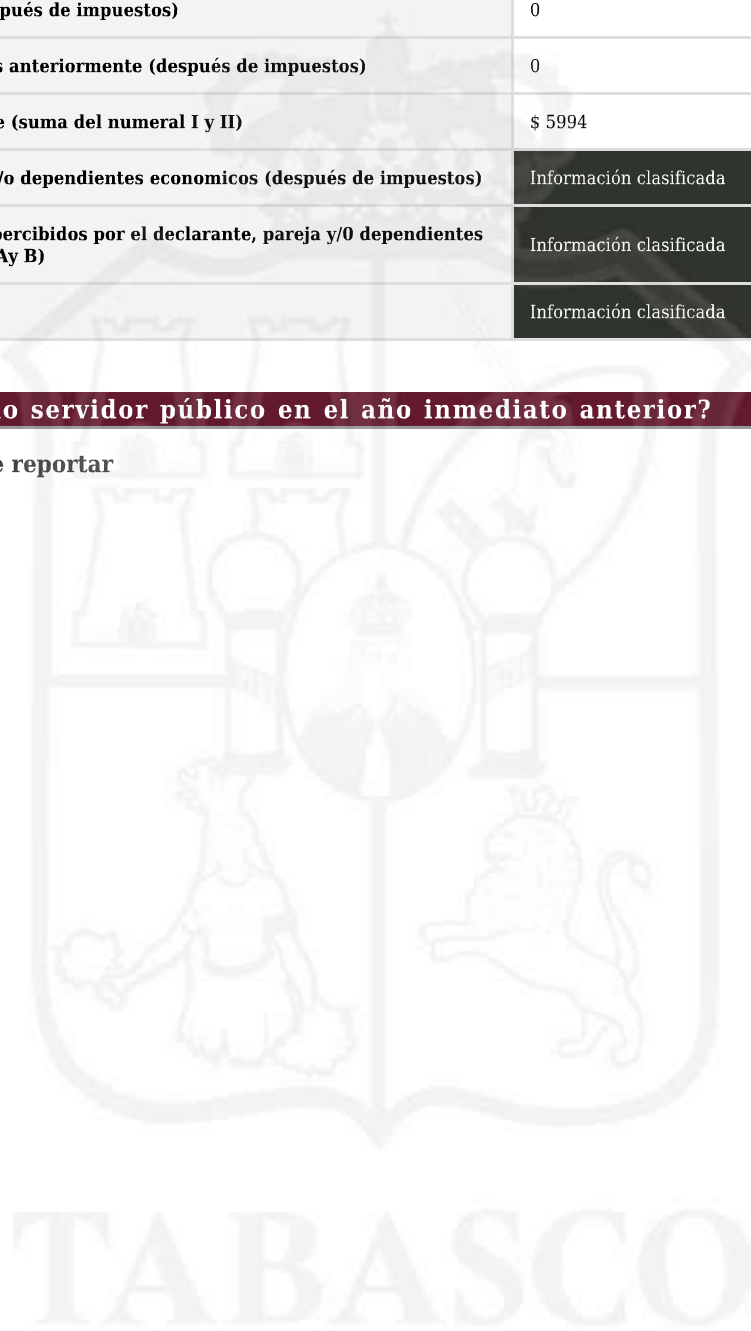 pués de impuestos)
0
s anteriormente (después de impuestos)
0
e (suma del numeral I y II)
$ 5994
/o dependientes economicos (después de impuestos)
Información clasificada
percibidos por el declarante, pareja y/0 dependientes
Ay B)
Información clasificada
Información clasificada
o servidor público en el año inmediato anterior?
e reportar
TABASCO